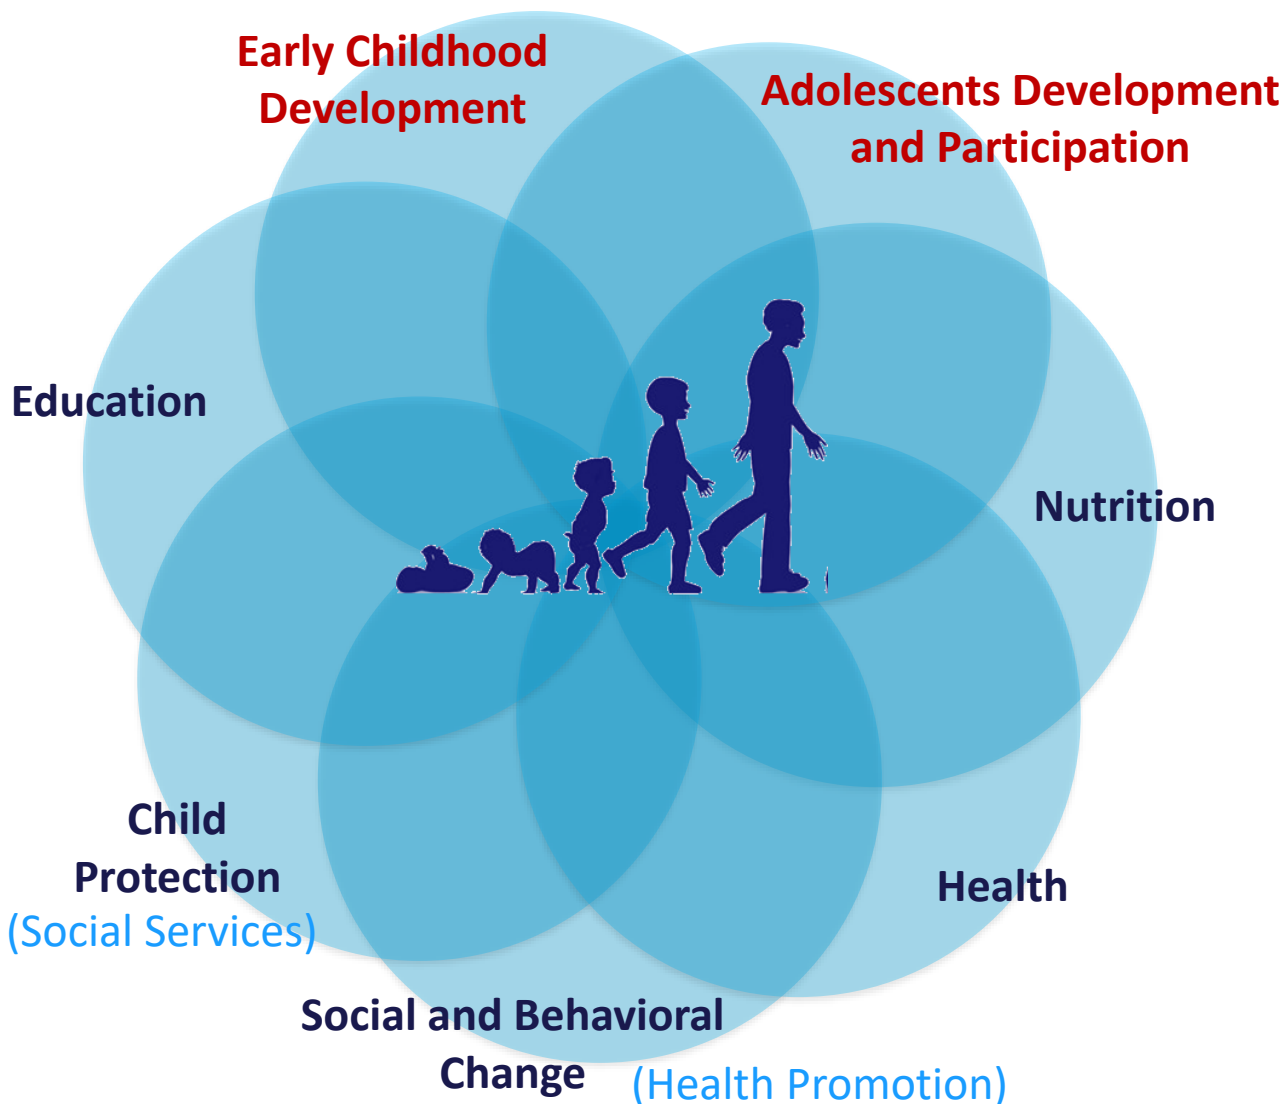 Early Childhood
Development
Adolescents Development
and Participation
Education
Nutrition
Child
Protection
(Social Services)
Health
Social and Behavioral
Change
(Health Promotion)